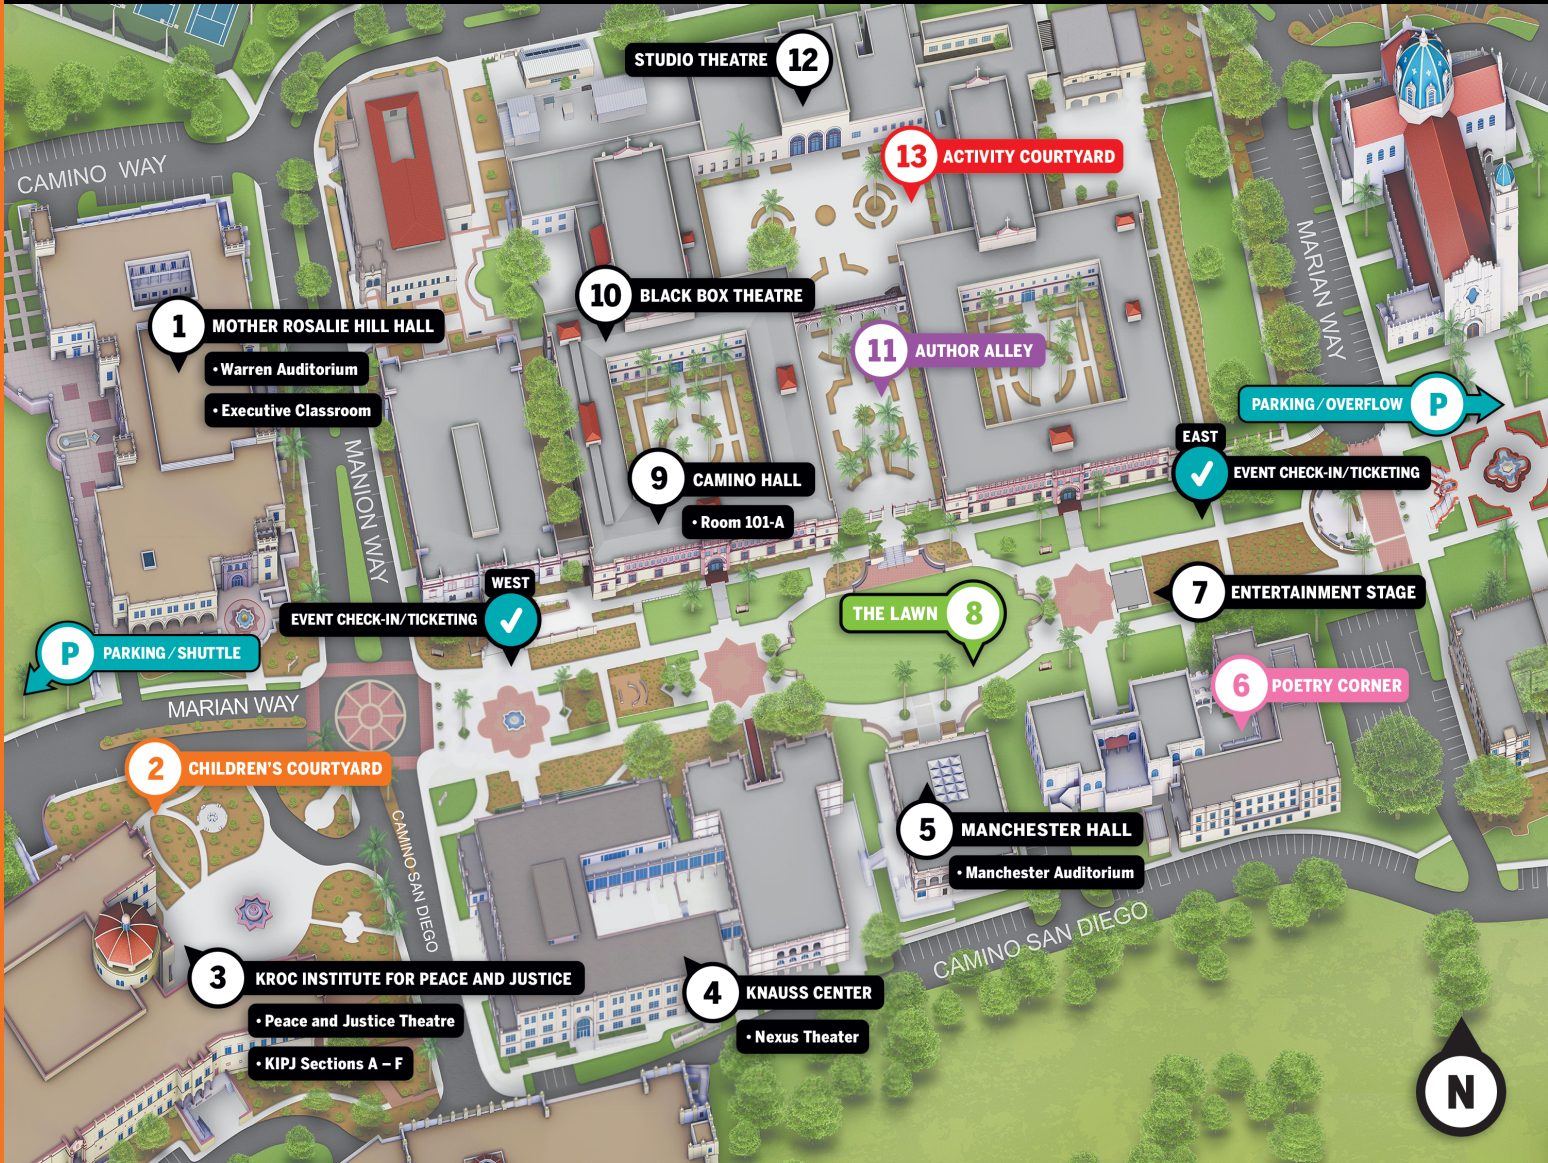 STUDIO THEATRE 12
13 ACTIVITY COURTYARD
CAMINO WAY
MARIAN WAY
10 BLACK BOX THEATRE
1 MOTHER ROSALIE HILL HALL
• Warren Auditorium
• Executive Classroom
11 AUTHOR ALLEY
PARKING/OVERFLOW P
EAST
EVENT CHECK-IN/TICKETING
MANION WAY
9 CAMINO HALL
• Room 101-A
WEST
EVENT CHECK-IN/TICKETING
THE LAWN 8
7 ENTERTAINMENT STAGE
P PARKING/SHUTTLE
MARIAN WAY
6 POETRY CORNER
2 CHILDREN'S COURTYARD
CAMINO SAN DIEGO
5 MANCHESTER HALL
• Manchester Auditorium
CAMINO SAN DIEGO
3 KROC INSTITUTE FOR PEACE AND JUSTICE
• Peace and Justice Theatre
• KIPJ Sections A – F
4 KNAUSS CENTER
• Nexus Theater
N